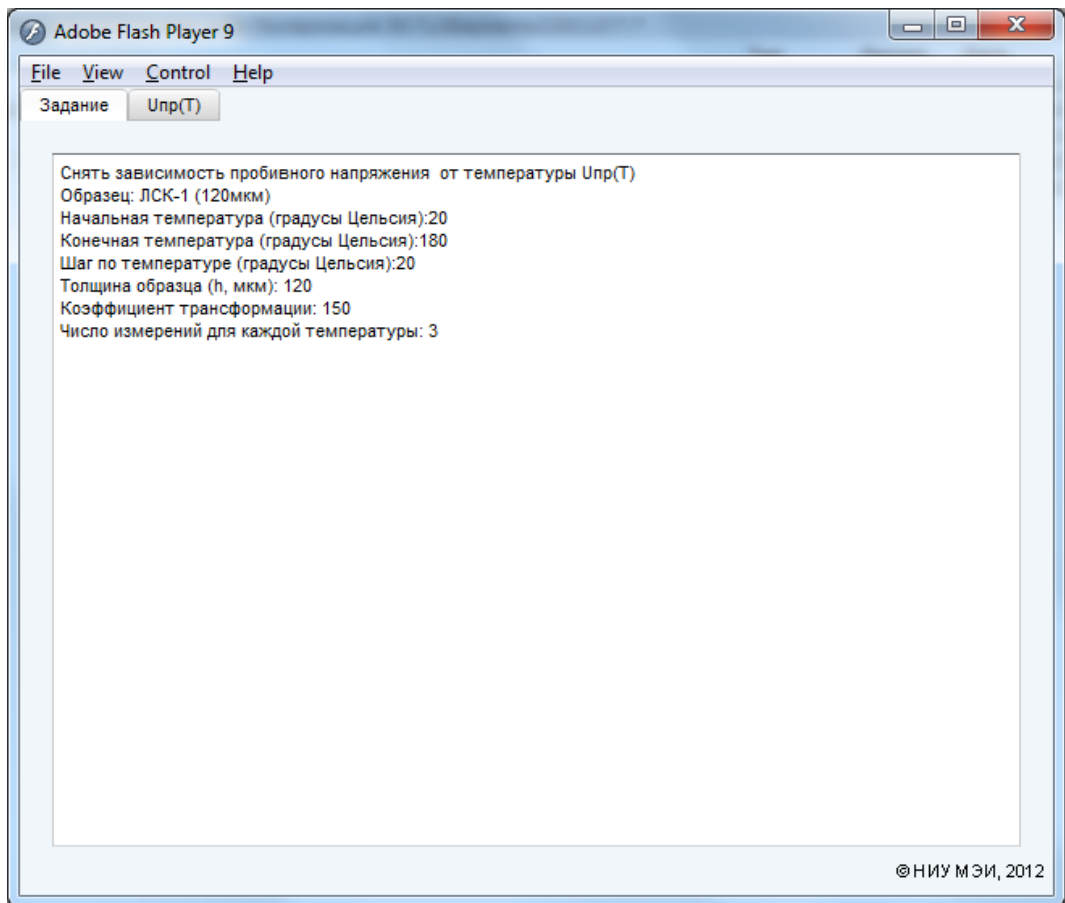 Adobe Flash Player 9
File View Control Help
Задание Uпр(T)
Снять зависимость пробивного напряжения от температуры Uпр(T)
Образец: ЛСК-1 (120мкм)
Начальная температура (градусы Цельсия):20
Конечная температура (градусы Цельсия):180
Шаг по температуре (градусы Цельсия):20
Толщина образца (h, мкм): 120
Коэффициент трансформации: 150
Число измерений для каждой температуры: 3
©НИУ МЭИ, 2012